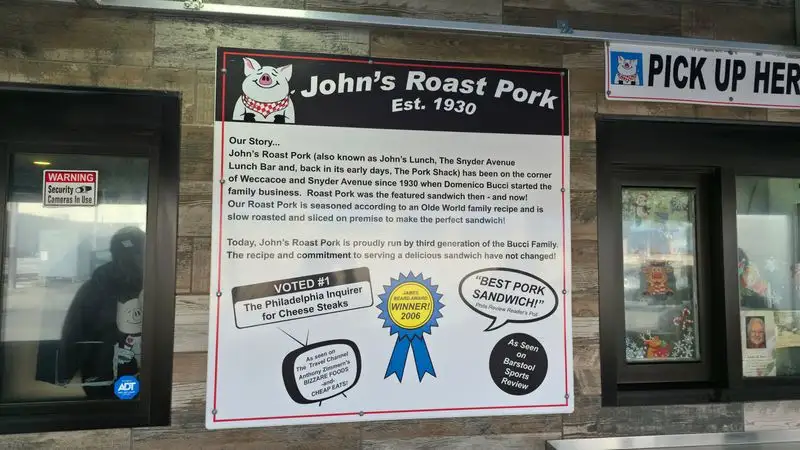 John's Roast Pork
Est. 1930
PICK UP HER
WARNING
Security
Cameras In Use
Our Story...
John's Roast Pork (also known as John's Lunch, The Snyder Avenue
Lunch Bar and, back in its early days, The Pork Shack) has been on the corner
of Weccacoe and Snyder Avenue since 1930 when Domenico Bucci started the
family business. Roast Pork was the featured sandwich then - and now!
Our Roast Pork is seasoned according to an Olde World family recipe and is
slow roasted and sliced on premise to make the perfect sandwich!
Today, John's Roast Pork is proudly run by third generation of the Bucci Family.
The recipe and commitment to serving a delicious sandwich have not changed!
VOTED #1
The Philadelphia Inquirer
for Cheese Steaks
JAMES
BEARD AWARD
WINNER!
2006
"BEST PORK
SANDWICH!"
Phila Review Reader's Poll
As seen on
The Travel Channel
Anthony Zimmern's
BIZZARE FOODS
-and-
CHEAP EATS!
As Seen
on
Barstool
Sports
Review
ADT